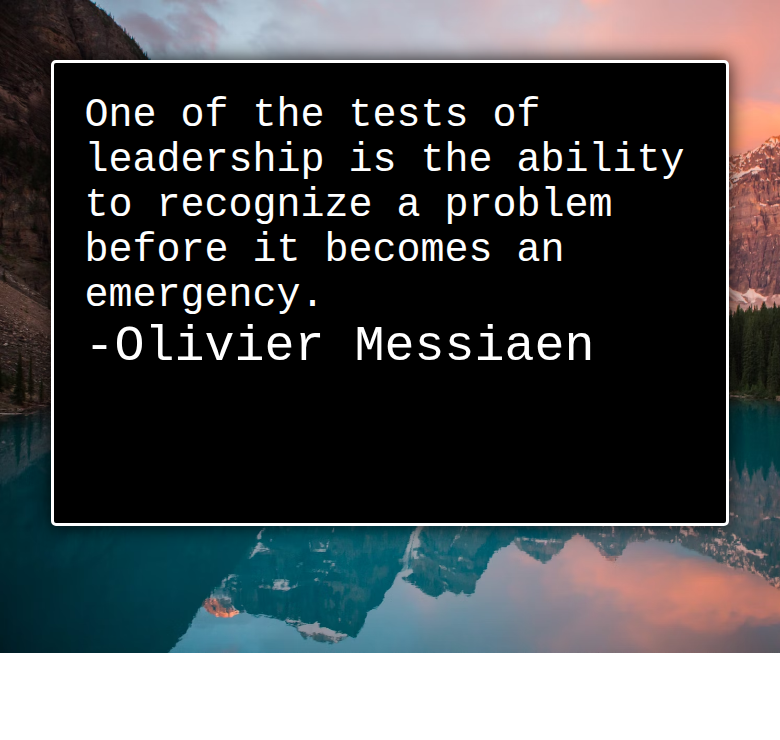 One of the tests of
leadership is the ability
to recognize a problem
before it becomes an
emergency.
-Olivier Messiaen